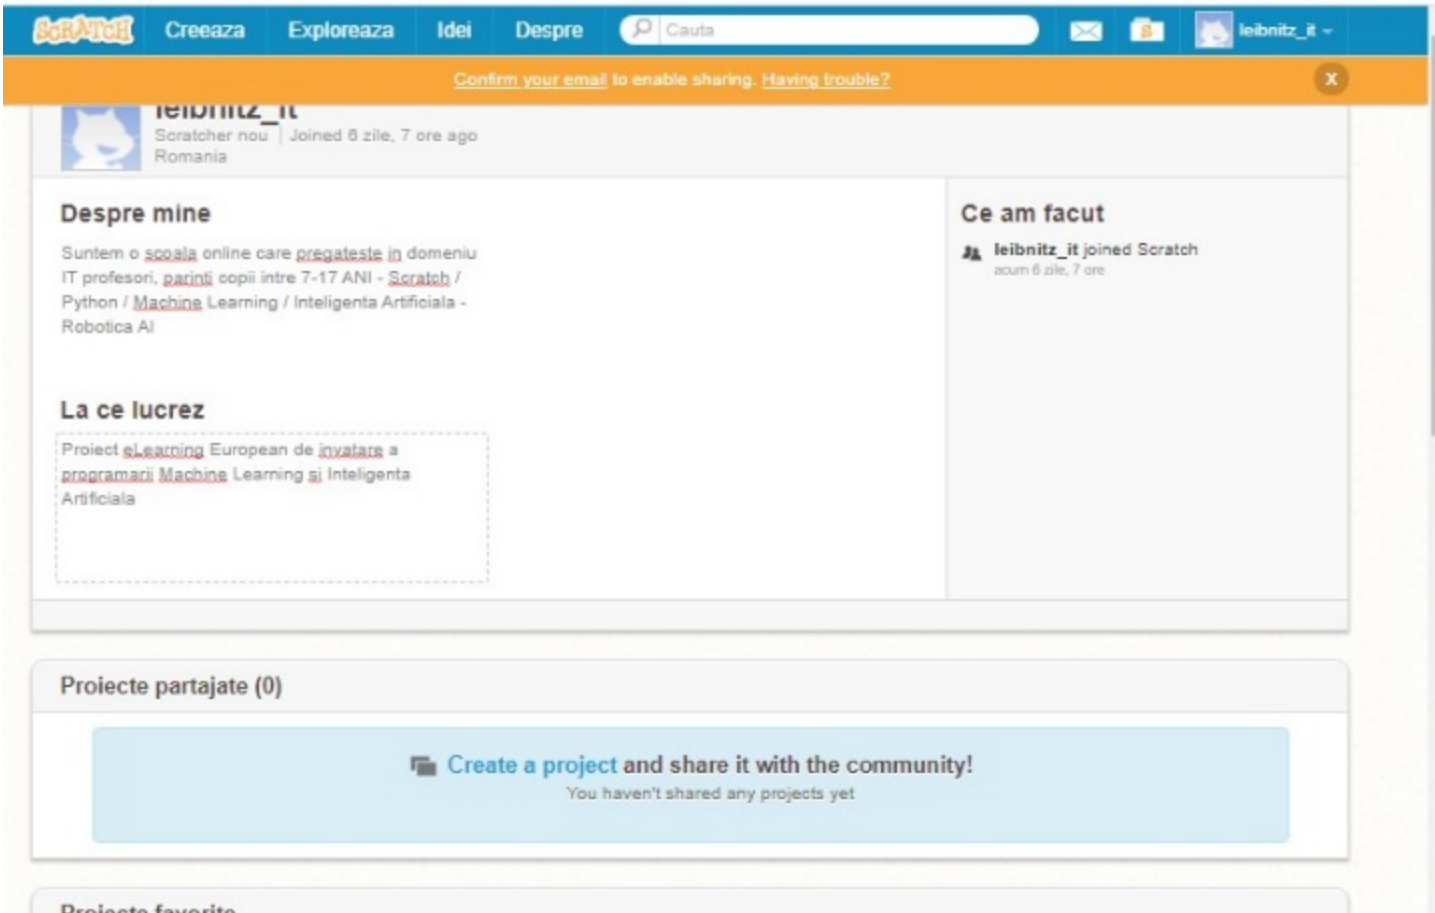 SCRATCH Creeaza Exploreaza Idei Despre Cauta leibnitz_it
Confirm your email to enable sharing. Having trouble? X
leibnitz_it
Scratcher nou | Joined 6 zile, 7 ore ago
Romania
Despre mine
Suntem o scoala online care pregateste in domeniu
IT profesori, parinti copii intre 7-17 ANI - Scratch /
Python / Machine Learning / Inteligenta Artificiala -
Robotica AI
La ce lucrez
Proiect eLearning European de invatare a
programarii Machine Learning si Inteligenta
Artificiala
Ce am facut
leibnitz_it joined Scratch
acum 6 zile, 7 ore
Proiecte partajate (0)
Create a project and share it with the community!
You haven't shared any projects yet
Proiecte favorite